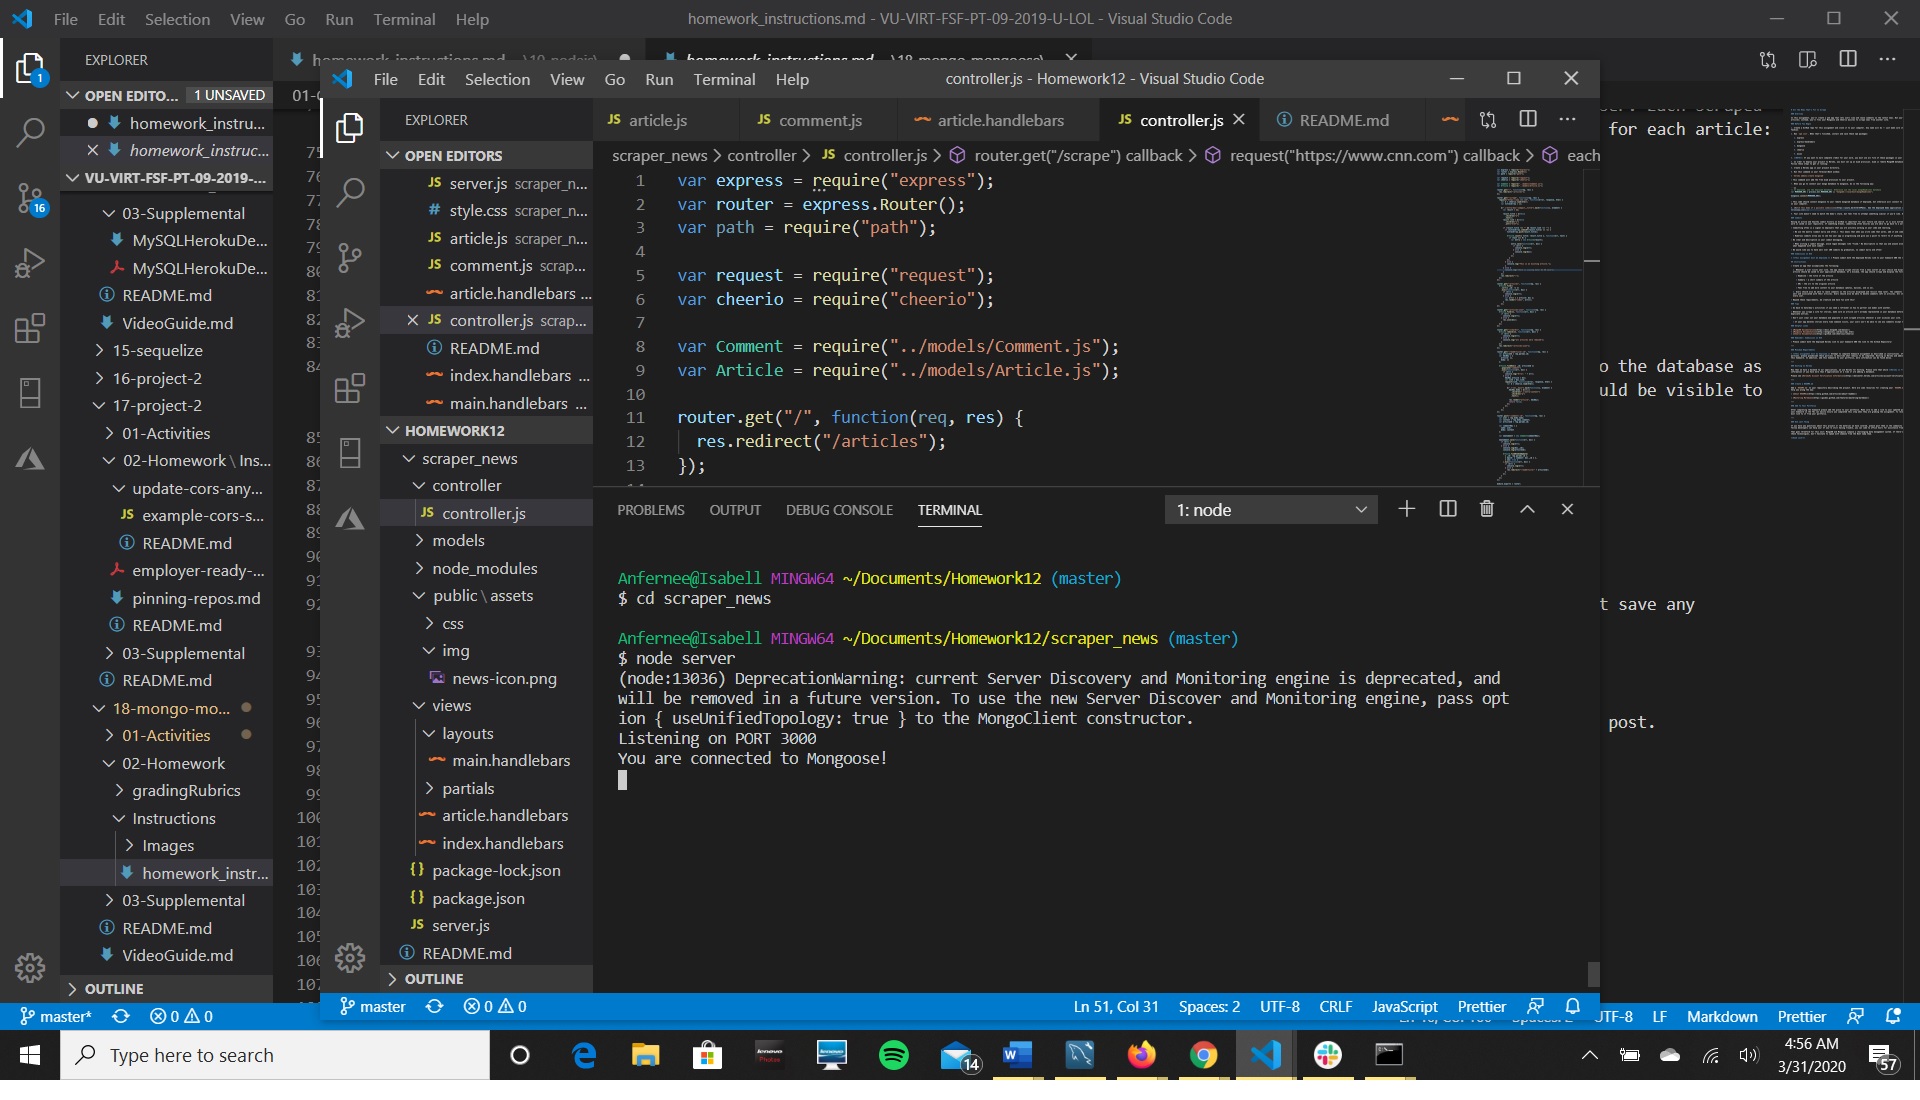 File Edit Selection View Go Run Terminal Help
homework_instructions.md - VU-VIRT-FSF-PT-09-2019-U-LOL - Visual Studio Code
EXPLORER
OPEN EDITO... 1 UNSAVED
homework_instru...
homework_instruc...
VU-VIRT-FSF-PT-09-2019-...
03-Supplemental
MySQLHerokuDe...
MySQLHerokuDe...
README.md
VideoGuide.md
15-sequelize
16-project-2
17-project-2
01-Activities
02-Homework \ Ins...
update-cors-any...
example-cors-s...
README.md
employer-ready-...
pinning-repos.md
README.md
03-Supplemental
README.md
18-mongo-mo...
01-Activities
02-Homework
gradingRubrics
Instructions
Images
homework_instr...
03-Supplemental
README.md
VideoGuide.md
OUTLINE
master* 0 0
File Edit Selection View Go Run Terminal Help
controller.js - Homework12 - Visual Studio Code
EXPLORER
OPEN EDITORS
server.js scraper_n...
style.css scraper_n...
article.js scraper_n...
comment.js scrap...
article.handlebars ...
controller.js scrap...
README.md
index.handlebars ...
main.handlebars ...
HOMEWORK12
scraper_news
controller
controller.js
models
node_modules
public \ assets
css
img
news-icon.png
views
layouts
main.handlebars
partials
article.handlebars
index.handlebars
package-lock.json
package.json
server.js
README.md
OUTLINE
article.js comment.js article.handlebars controller.js README.md
scraper_news > controller > controller.js > router.get("/scrape") callback > request("https://www.cnn.com") callback > each
1 var express = require("express");
2 var router = express.Router();
3 var path = require("path");
4
5 var request = require("request");
6 var cheerio = require("cheerio");
7
8 var Comment = require("../models/Comment.js");
9 var Article = require("../models/Article.js");
10
11 router.get("/", function(req, res) {
12 res.redirect("/articles");
13 });
PROBLEMS OUTPUT DEBUG CONSOLE TERMINAL 1: node
Anfernee@Isabell MINGW64 ~/Documents/Homework12 (master)
$ cd scraper_news
Anfernee@Isabell MINGW64 ~/Documents/Homework12/scraper_news (master)
$ node server
(node:13036) DeprecationWarning: current Server Discovery and Monitoring engine is deprecated, and
will be removed in a future version. To use the new Server Discover and Monitoring engine, pass opt
ion { useUnifiedTopology: true } to the MongoClient constructor.
Listening on PORT 3000
You are connected to Mongoose!
master 0 0
Ln 51, Col 31 Spaces: 2 UTF-8 CRLF JavaScript Prettier
for each article:
o the database as
uld be visible to
t save any
post.
UTF-8 LF Markdown Prettier
Type here to search
14
4:56 AM
3/31/2020
57